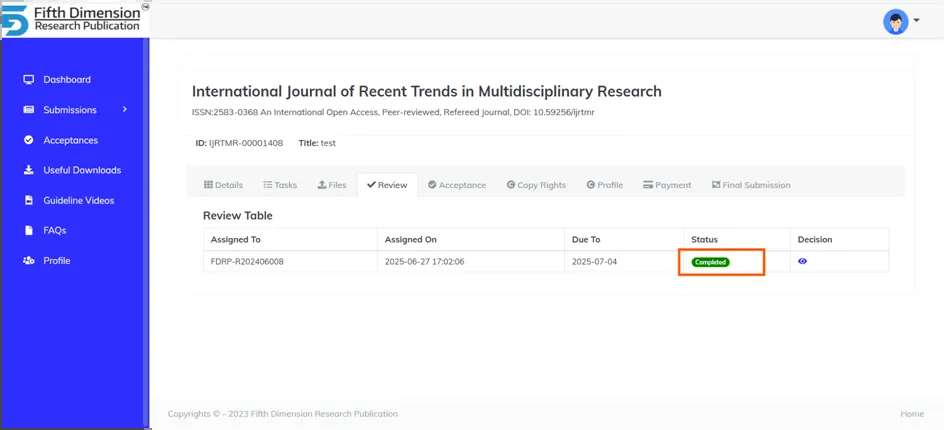 Fifth Dimension
Research Publication
Dashboard
Submissions
Acceptances
Useful Downloads
Guideline Videos
FAQs
Profile
International Journal of Recent Trends in Multidisciplinary Research
ISSN:2583-0368 An International Open Access, Peer-reviewed, Refereed Journal, DOI: 10.59256/ijrtmr
ID: IJRTMR-00001408 Title: test
Details Tasks Files Review Acceptance Copy Rights Profile Payment Final Submission
Review Table
Assigned To Assigned On Due To Status Decision
FDRP-R202406008 2025-06-27 17:02:06 2025-07-04 Completed
Copyrights © - 2023 Fifth Dimension Research Publication Home